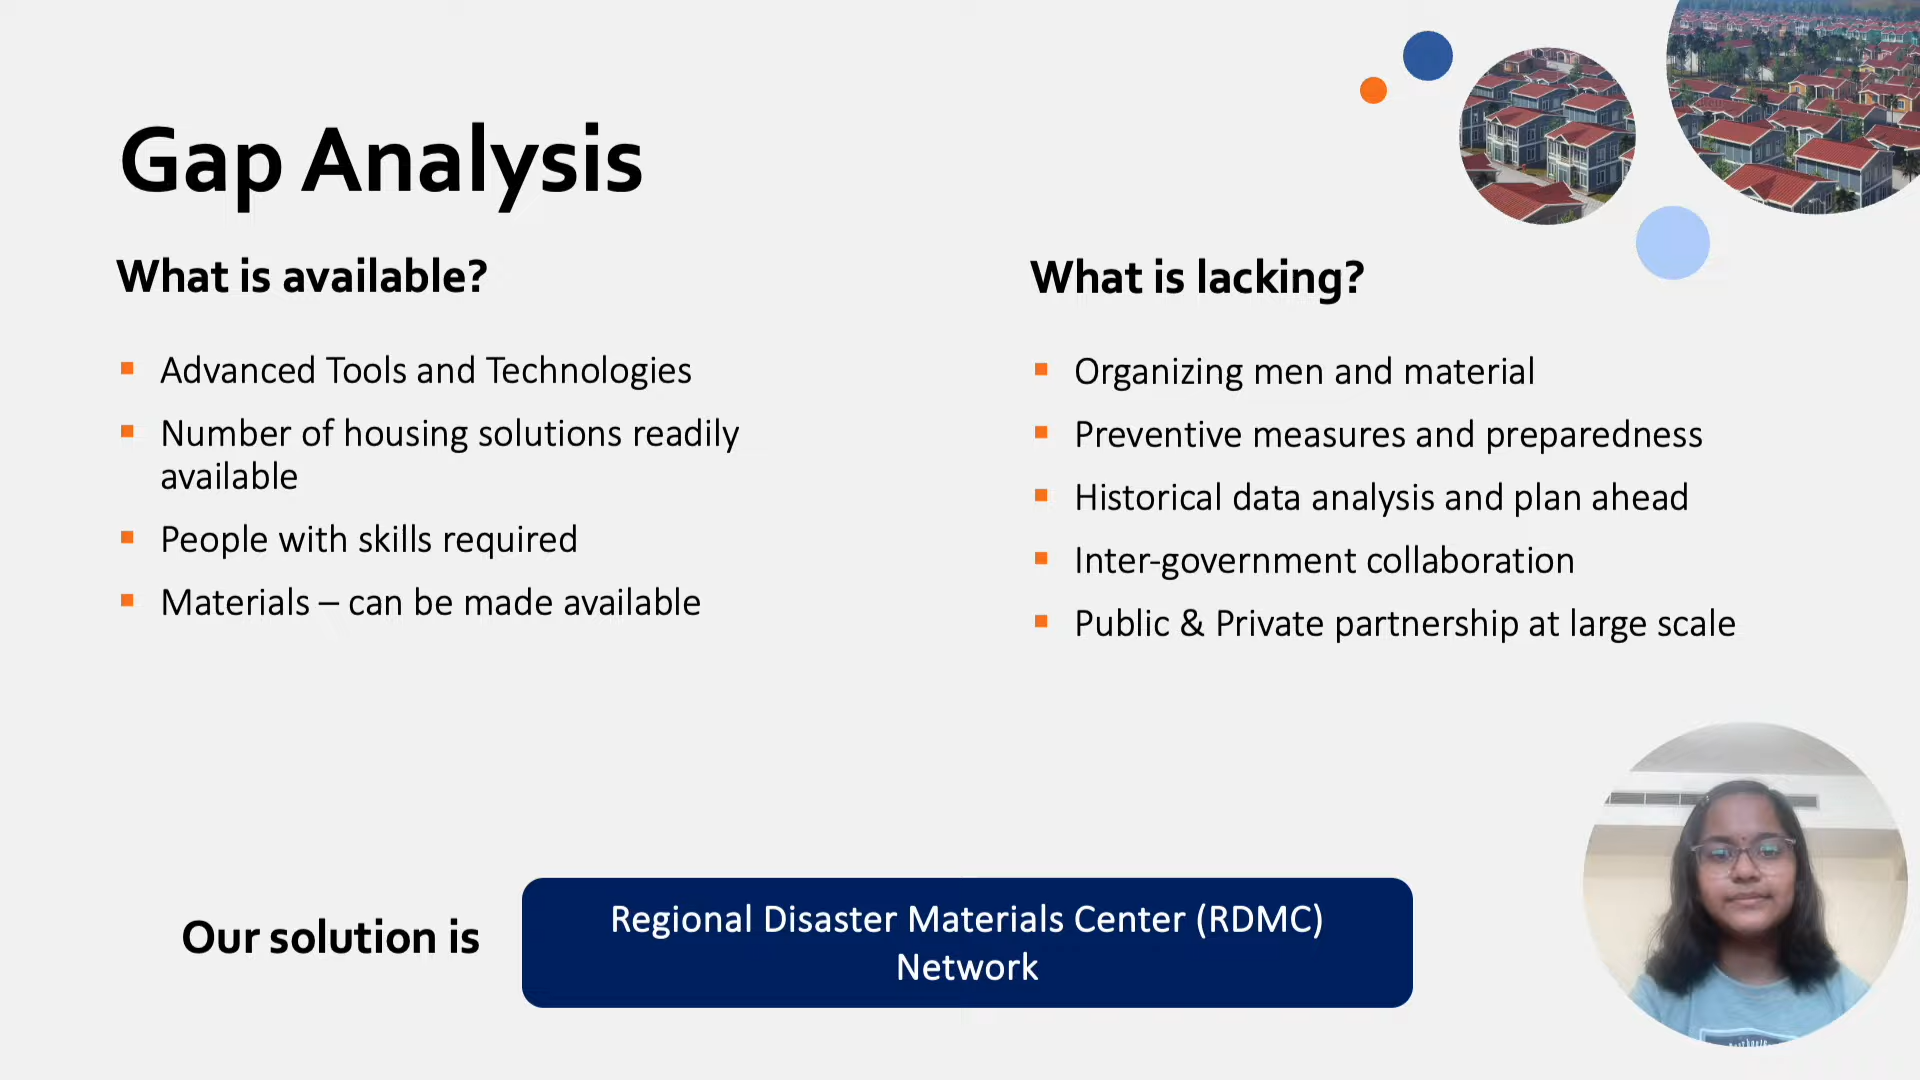 Gap Analysis
What is available?
Advanced Tools and Technologies
Number of housing solutions readily
available
People with skills required
Materials – can be made available
What is lacking?
Organizing men and material
Preventive measures and preparedness
Historical data analysis and plan ahead
Inter-government collaboration
Public & Private partnership at large scale
Our solution is
Regional Disaster Materials Center (RDMC)
Network